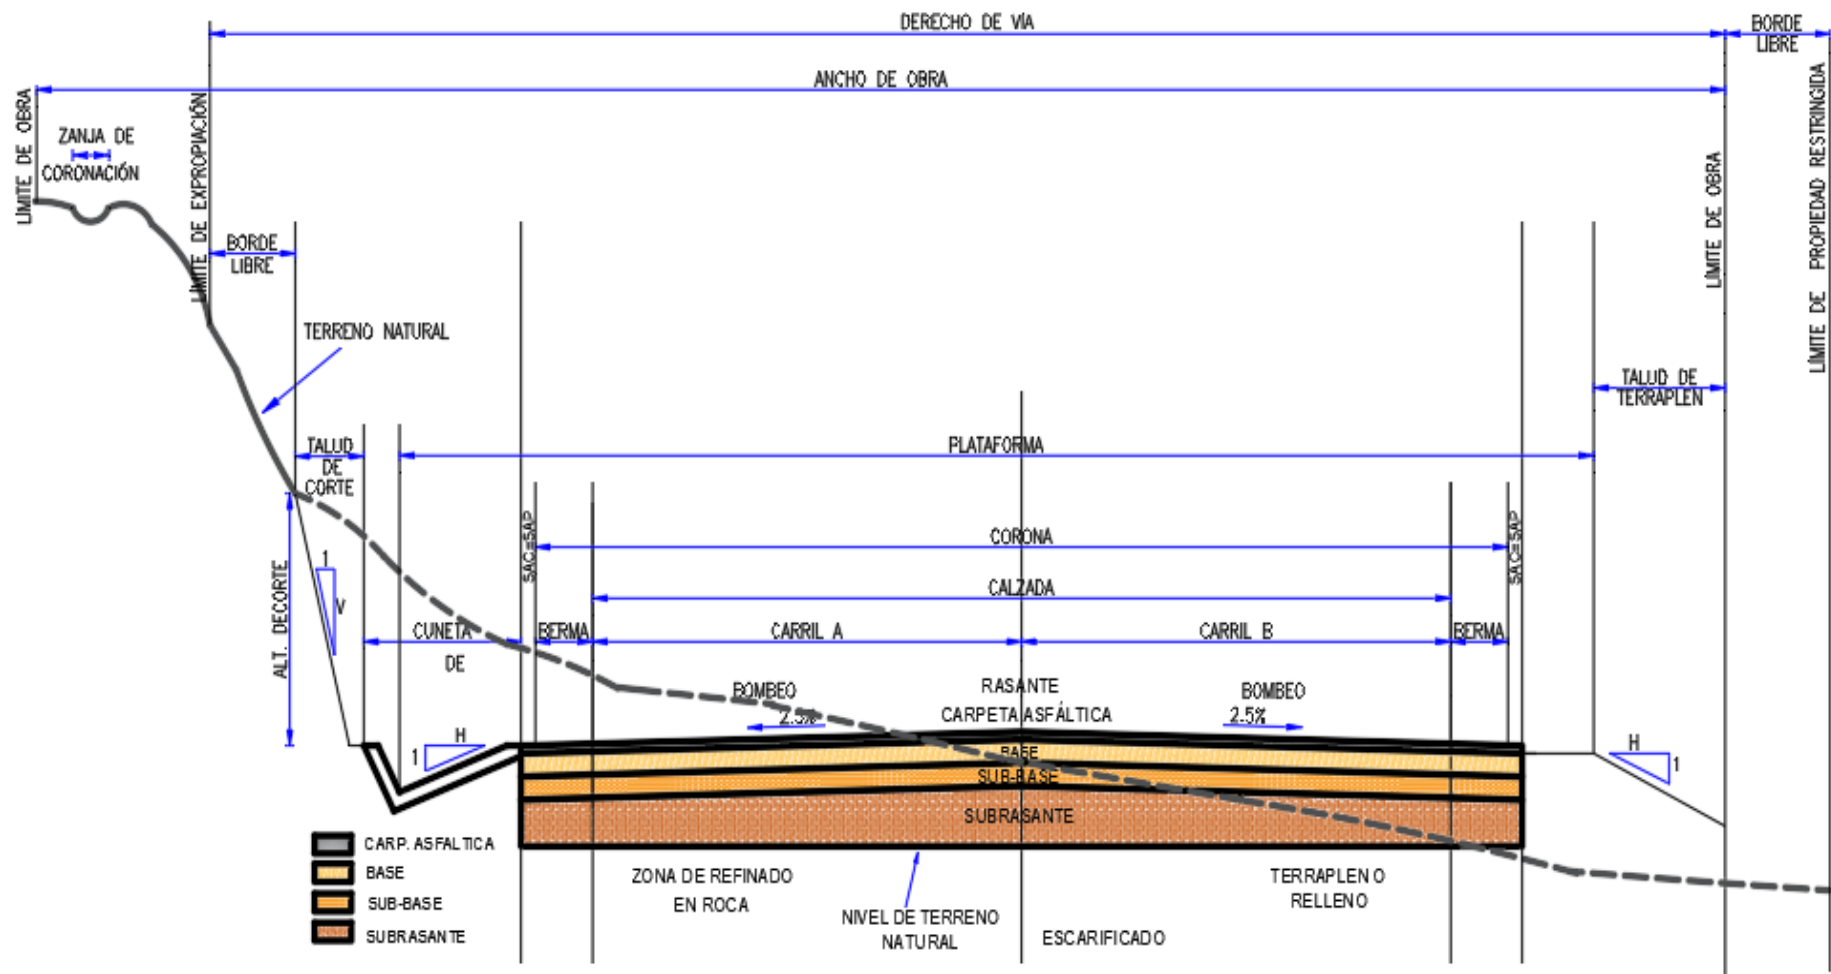 DERECHO DE VÍA
BORDE
LIBRE
ANCHO DE OBRA
LÍMITE DE OBRA
ZANJA DE
CORONACIÓN
LÍMITE DE EXPROPIACIÓN
BORDE
LIBRE
LÍMITE DE OBRA
LÍMITE DE PROPIEDAD RESTRINGIDA
TERRENO NATURAL
TALUD DE
TERRAPLEN
TALUD
DE
CORTE
PLATAFORMA
SAC=SAP
CORONA
SAC=SAP
CALZADA
ALT. DECORTE
1
V
CUNETA
DE
BERMA
CARRIL A
CARRIL B
BERMA
BOMBEO
2.5%
RASANTE
CARPETA ASFÁLTICA
BOMBEO
2.5%
H
1
BASE
SUB-BASE
SUBRASANTE
H
1
CARP. ASFALTICA
BASE
SUB-BASE
SUBRASANTE
ZONA DE REFINADO
EN ROCA
NIVEL DE TERRENO
NATURAL
ESCARIFICADO
TERRAPLEN O
RELLENO